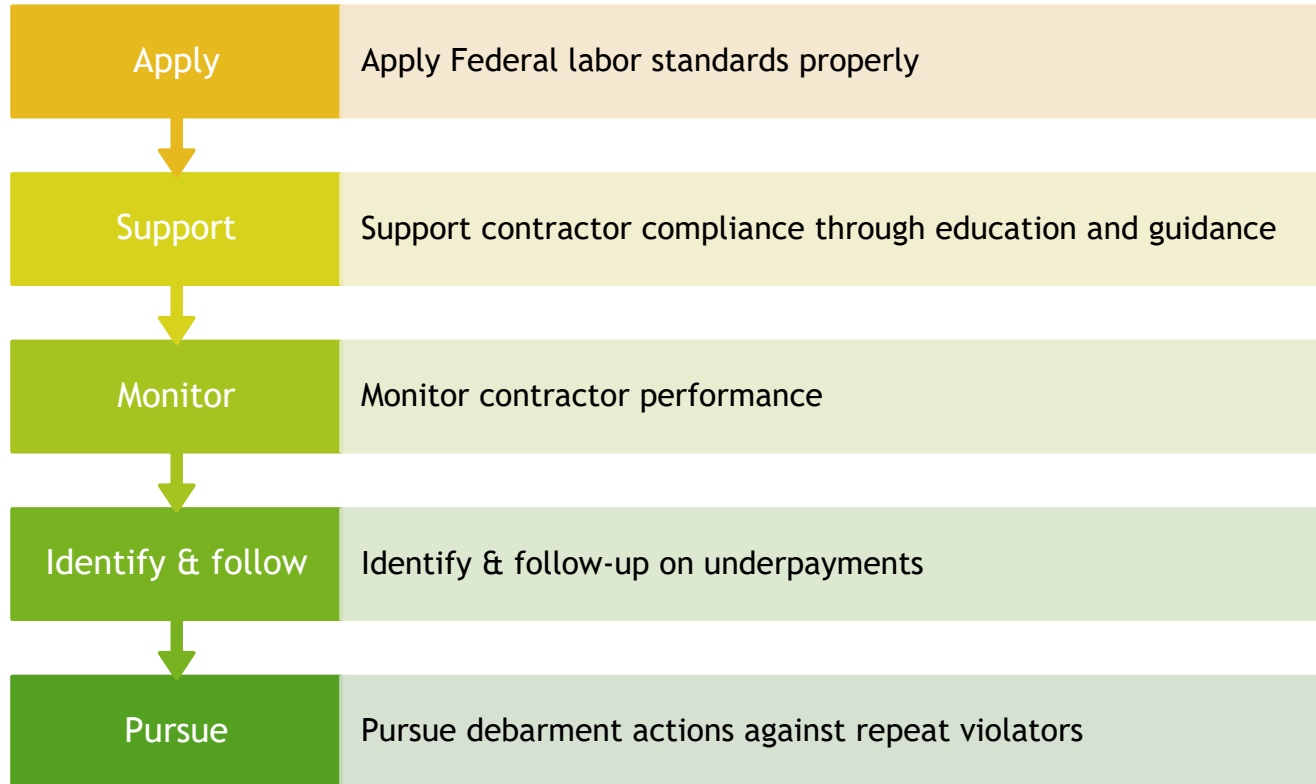 Apply
Apply Federal labor standards properly
Support
Support contractor compliance through education and guidance
Monitor
Monitor contractor performance
Identify & follow
Identify & follow-up on underpayments
Pursue
Pursue debarment actions against repeat violators